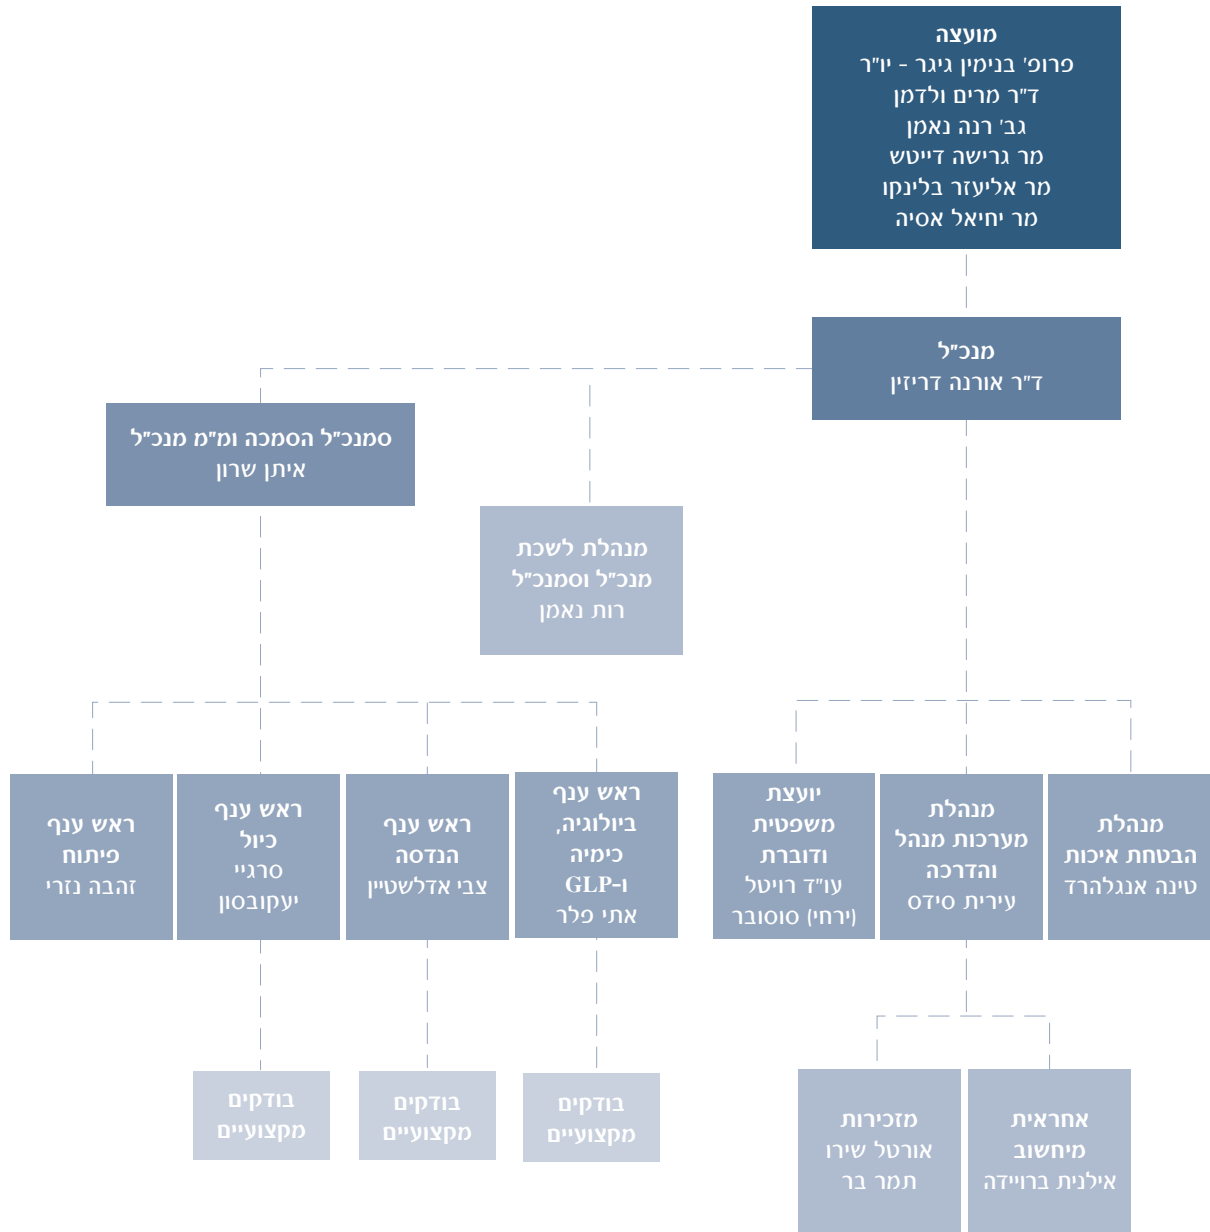 מועצה
פרופ' בנימין גיגר - יו"ר
ד"ר מרים ולדמן
גב' רנה נאמן
מר גרישה דייטש
מר אליעזר בלינקו
מר יחיאל אסיה
מנכ"ל
ד"ר אורנה דריזין
סמנכ"ל הסמכה ומ"מ מנכ"ל
איתן שרון
מנהלת לשכת
מנכ"ל וסמנכ"ל
רות נאמן
מנהלת
הבטחת איכות
טינה אנגלהרד
מנהלת
מערכות מנהל
והדרכה
עירית סידס
יועצת
משפטית
ודוברת
עו"ד רויטל
(ירחי) סוסובר
ראש ענף
ביולוגיה,
כימיה
ו-GLP
אתי פלר
ראש ענף
הנדסה
צבי אדלשטיין
ראש ענף
כיול
סרגיי
יעקובסון
ראש ענף
פיתוח
זהבה נזרי
אחראית
מיחשוב
אילנית ברויידה
מזכירות
אורטל שירו
תמר בר
בודקים
מקצועיים
בודקים
מקצועיים
בודקים
מקצועיים